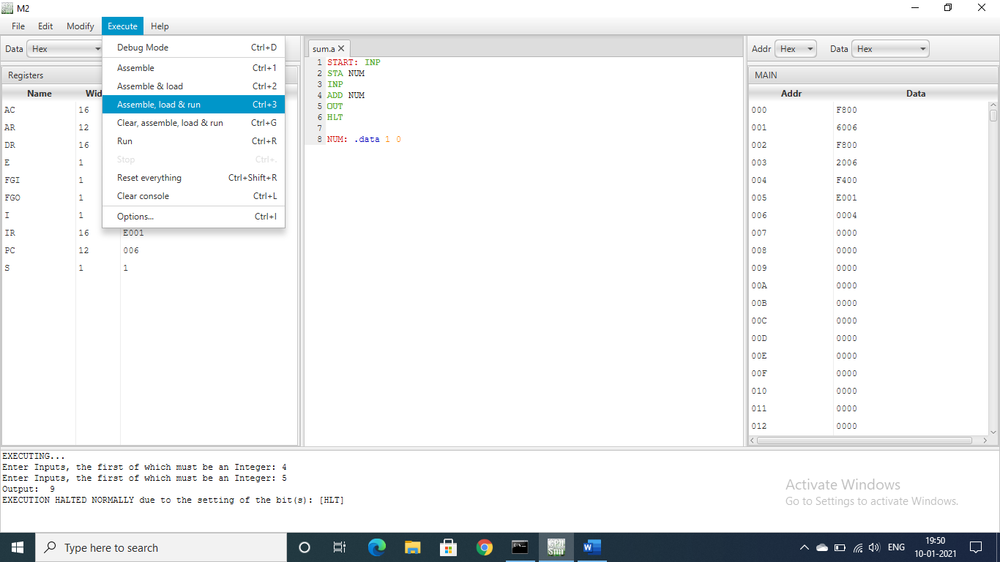 M2
File Edit Modify Execute Help
Data Hex
Registers
Name Wid
AC 16
AR 12
DR 16
E 1
FGI 1
FGO 1
I 1
IR 16 E001
PC 12 006
S 1 1
Debug Mode Ctrl+D
Assemble Ctrl+1
Assemble & load Ctrl+2
Assemble, load & run Ctrl+3
Clear, assemble, load & run Ctrl+G
Run Ctrl+R
Stop Ctrl+.
Reset everything Ctrl+Shift+R
Clear console Ctrl+L
Options... Ctrl+I
sum.a
1 START: INP
2 STA NUM
3 INP
4 ADD NUM
5 OUT
6 HLT
7
8 NUM: .data 1 0
Addr Hex Data Hex
MAIN
Addr Data
000 F800
001 6006
002 F800
003 2006
004 F400
005 E001
006 0004
007 0000
008 0000
009 0000
00A 0000
00B 0000
00C 0000
00D 0000
00E 0000
00F 0000
010 0000
011 0000
012 0000
EXECUTING...
Enter Inputs, the first of which must be an Integer: 4
Enter Inputs, the first of which must be an Integer: 5
Output: 9
EXECUTION HALTED NORMALLY due to the setting of the bit(s): [HLT]
Activate Windows
Go to Settings to activate Windows.
Type here to search
ENG
19:50
10-01-2021